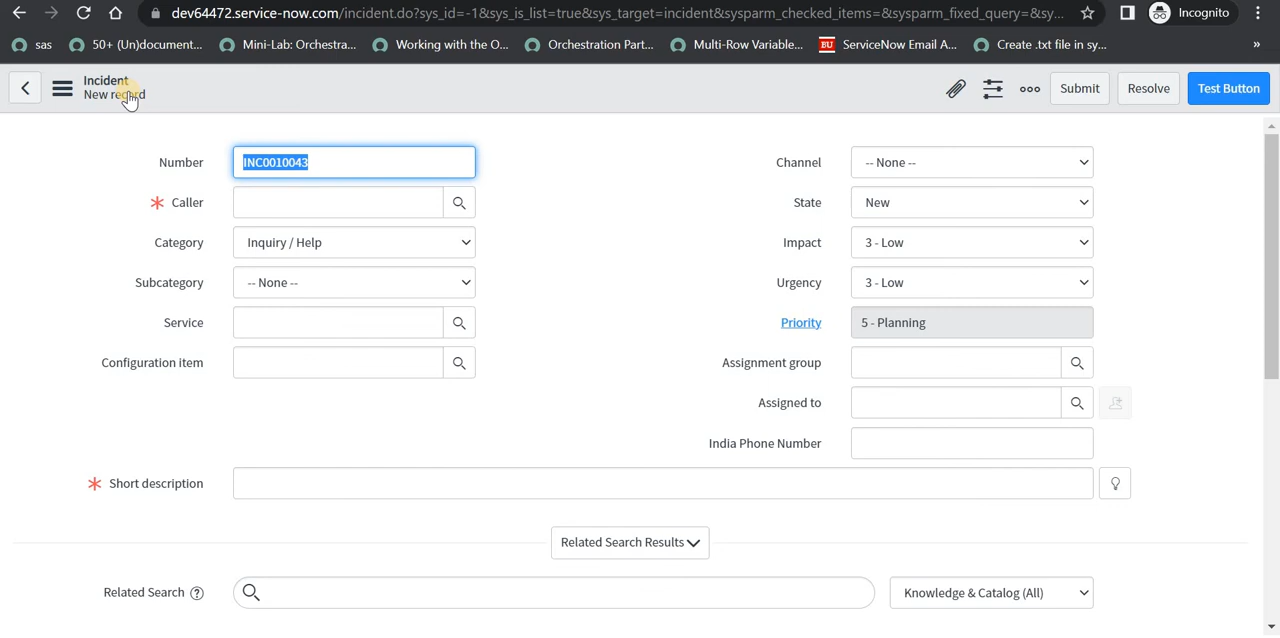 dev64472.service-now.com/incident.do?sys_id=-1&sys_is_list=true&sys_target=incident&sysparm_checked_items=&sysparm_fixed_query=&sy...
Incognito
sas
50+ (Un)document...
Mini-Lab: Orchestra...
Working with the O...
Orchestration Part...
Multi-Row Variable...
BU ServiceNow Email A...
Create .txt file in sy...
»
Incident
New record
Submit
Resolve
Test Button
Number INC0010043
Channel -- None --
* Caller
State New
Category Inquiry / Help
Impact 3 - Low
Subcategory -- None --
Urgency 3 - Low
Service
Priority 5 - Planning
Configuration item
Assignment group
Assigned to
India Phone Number
* Short description
Related Search Results
Related Search ?
Knowledge & Catalog (All)